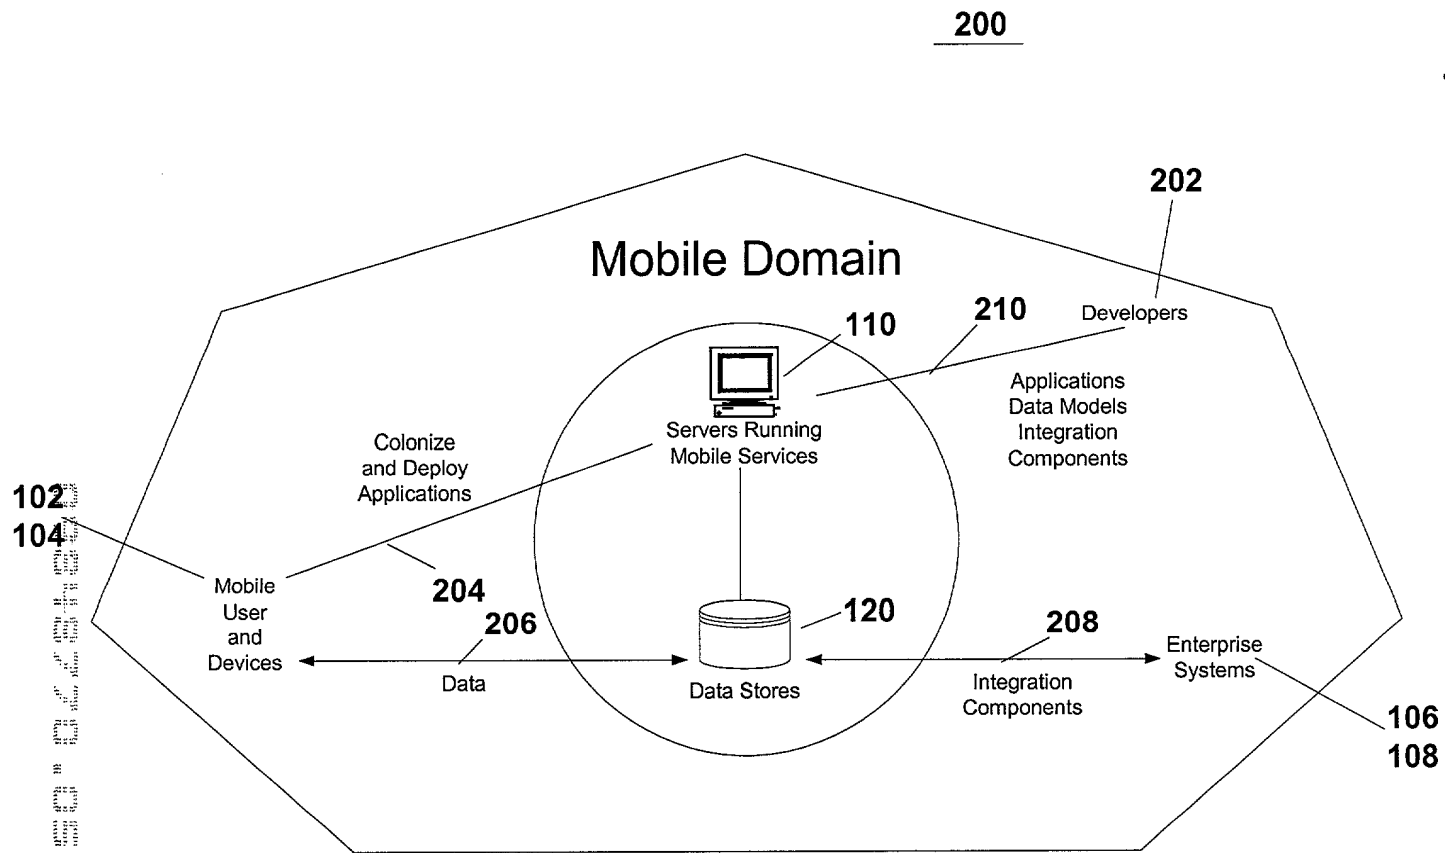 200
202
Mobile Domain
110
210
Developers
Applications
Data Models
Integration
Components
Servers Running
Mobile Services
Colonize
and Deploy
Applications
102
104
Mobile
User
and
Devices
204
206
Data
120
Data Stores
208
Integration
Components
Enterprise
Systems
106
108